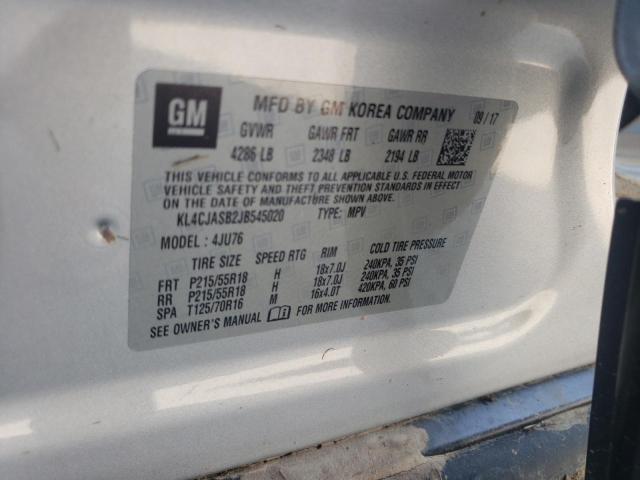 GM
MFD BY GM KOREA COMPANY 09/17
GVWR GAWR FRT GAWR RR
4286 LB 2348 LB 2194 LB
THIS VEHICLE CONFORMS TO ALL APPLICABLE U.S. FEDERAL MOTOR
VEHICLE SAFETY AND THEFT PREVENTION STANDARDS IN EFFECT
ON THE DATE OF MANUFACTURE SHOWN ABOVE.
KL4CJASB2JB545020 TYPE: MPV
MODEL: 4JU76
TIRE SIZE SPEED RTG RIM COLD TIRE PRESSURE
FRT P215/55R18 H 18x7.0J 240KPA, 35 PSI
RR P215/55R18 H 18x7.0J 240KPA, 35 PSI
SPA T125/70R16 M 16x4.0T 420KPA, 60 PSI
SEE OWNER'S MANUAL FOR MORE INFORMATION.